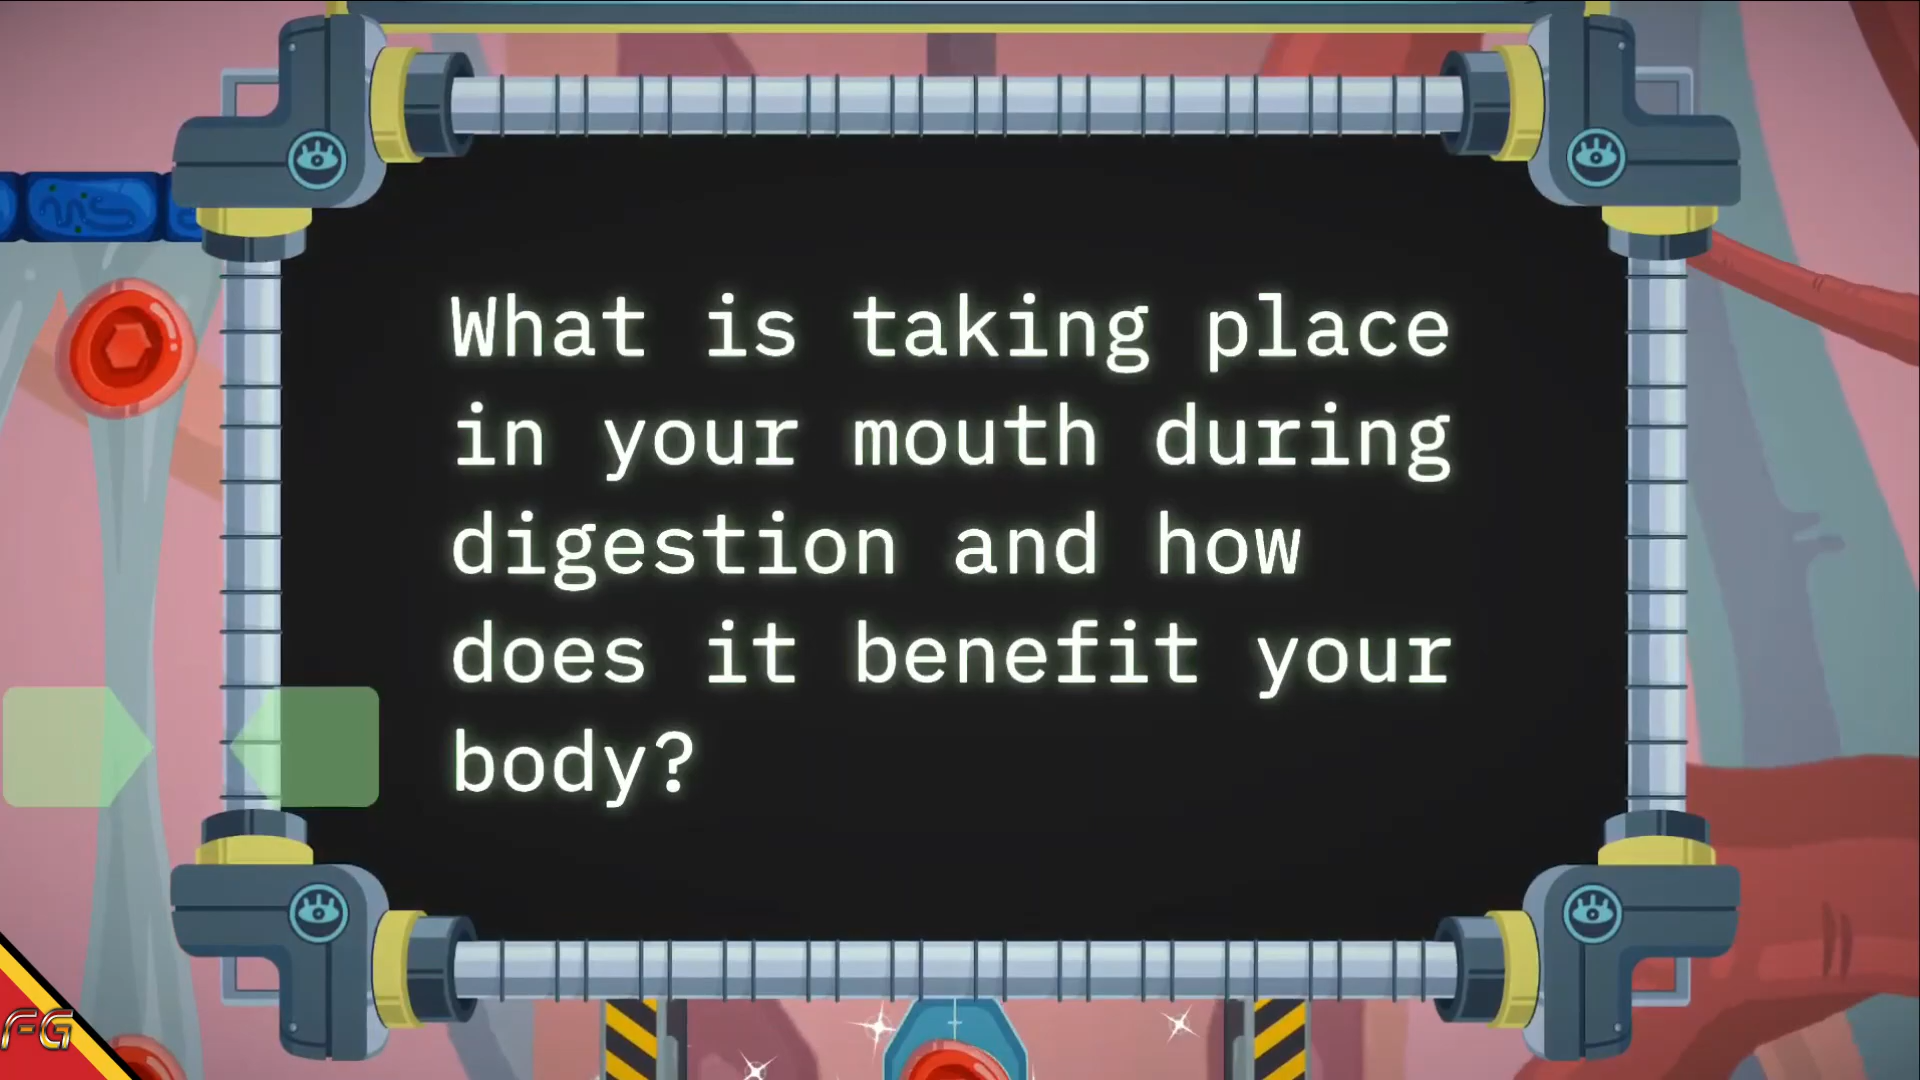 What is taking place
in your mouth during
digestion and how
does it benefit your
body?
FG